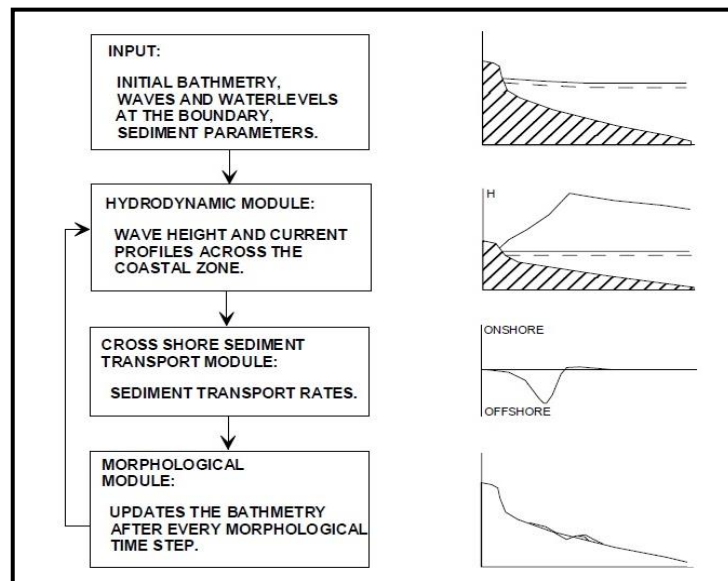 INPUT:
INITIAL BATHMETRY,
WAVES AND WATERLEVELS
AT THE BOUNDARY,
SEDIMENT PARAMETERS.
HYDRODYNAMIC MODULE:
WAVE HEIGHT AND CURRENT
PROFILES ACROSS THE
COASTAL ZONE.
H
CROSS SHORE SEDIMENT
TRANSPORT MODULE:
SEDIMENT TRANSPORT RATES.
ONSHORE
OFFSHORE
MORPHOLOGICAL
MODULE:
UPDATES THE BATHMETRY
AFTER EVERY MORPHOLOGICAL
TIME STEP.